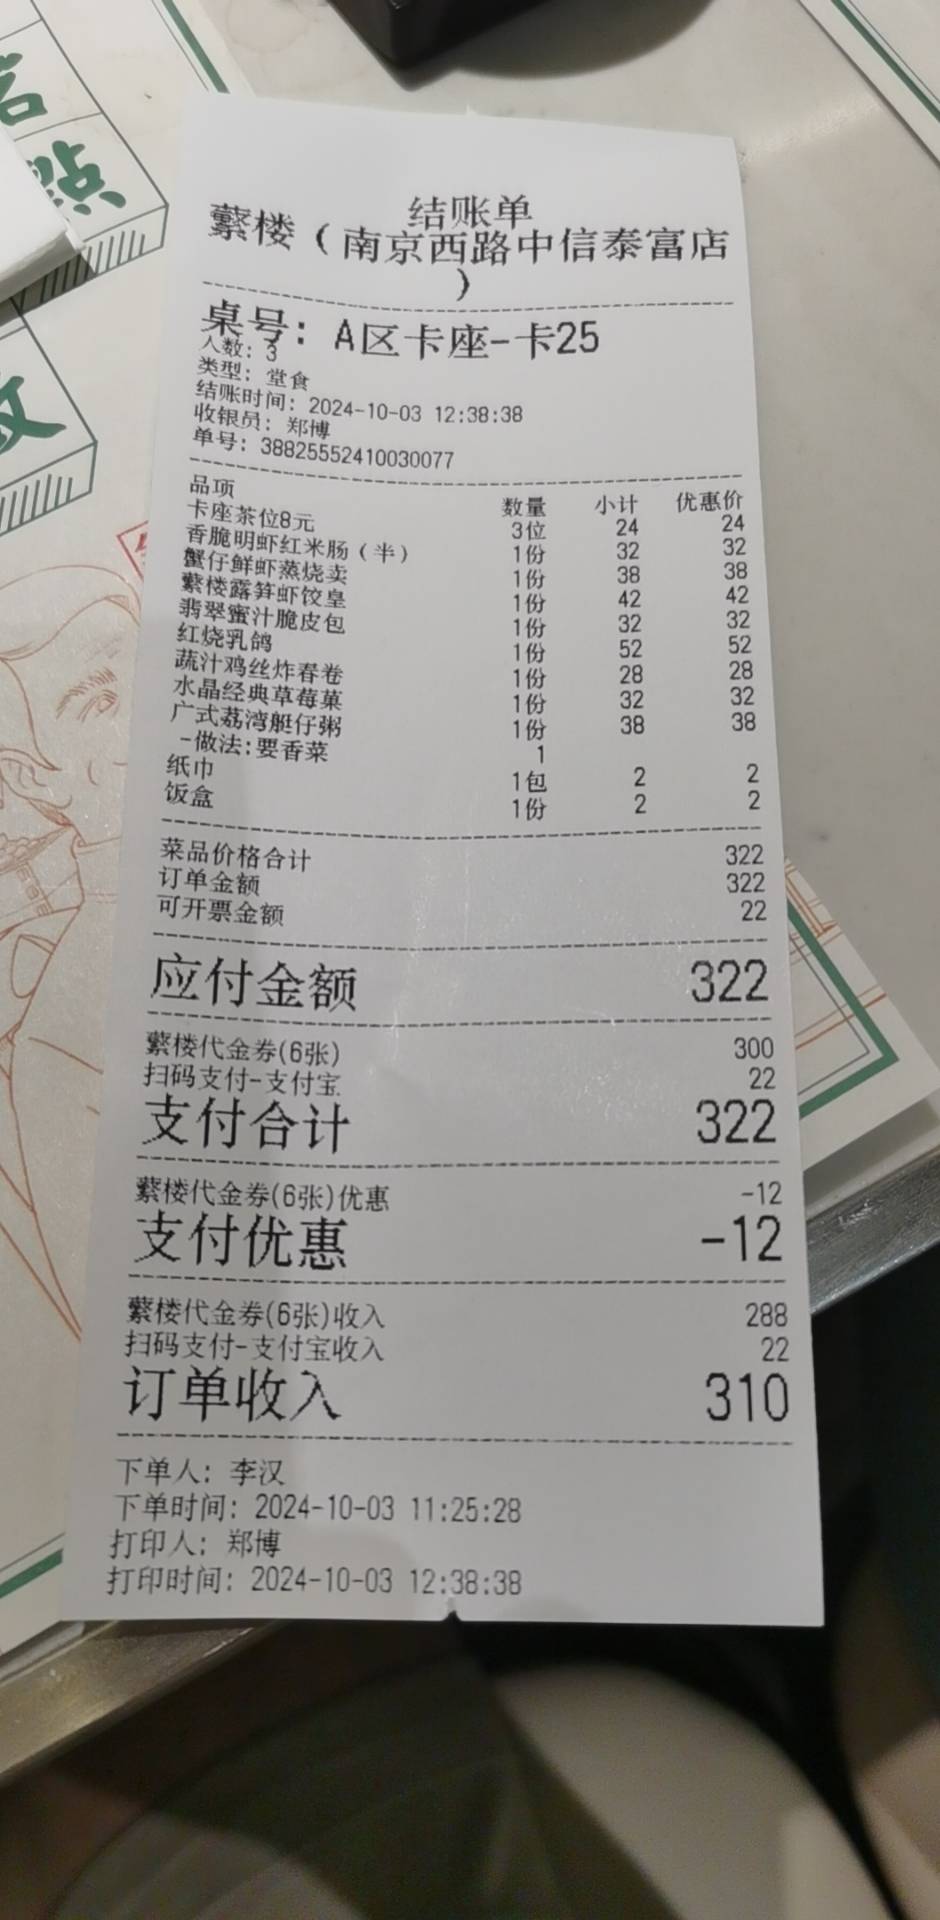 點
结账单
蘩楼（南京西路中信泰富店
）
桌号: A区卡座-卡25
人数: 3
类型: 堂食
结账时间: 2024-10-03 12:38:38
收银员: 郑博
单号: 38825552410030077
品项 数量 小计 优惠价
卡座茶位8元 3位 24 24
香脆明虾红米肠（半） 1份 32 32
蟹仔鲜虾蒸烧卖 1份 38 38
蘩楼露笋虾饺皇 1份 42 42
翡翠蜜汁脆皮包 1份 32 32
红烧乳鸽 1份 52 52
蔬汁鸡丝炸春卷 1份 28 28
水晶经典草莓菓 1份 32 32
广式荔湾艇仔粥 1份 38 38
-做法:要香菜 1
纸巾 1包 2 2
饭盒 1份 2 2
菜品价格合计 322
订单金额 322
可开票金额 22
应付金额 322
蘩楼代金券(6张) 300
扫码支付-支付宝 22
支付合计 322
蘩楼代金券(6张)优惠 -12
支付优惠 -12
蘩楼代金券(6张)收入 288
扫码支付-支付宝收入 22
订单收入 310
下单人: 李汉
下单时间: 2024-10-03 11:25:28
打印人: 郑博
打印时间: 2024-10-03 12:38:38